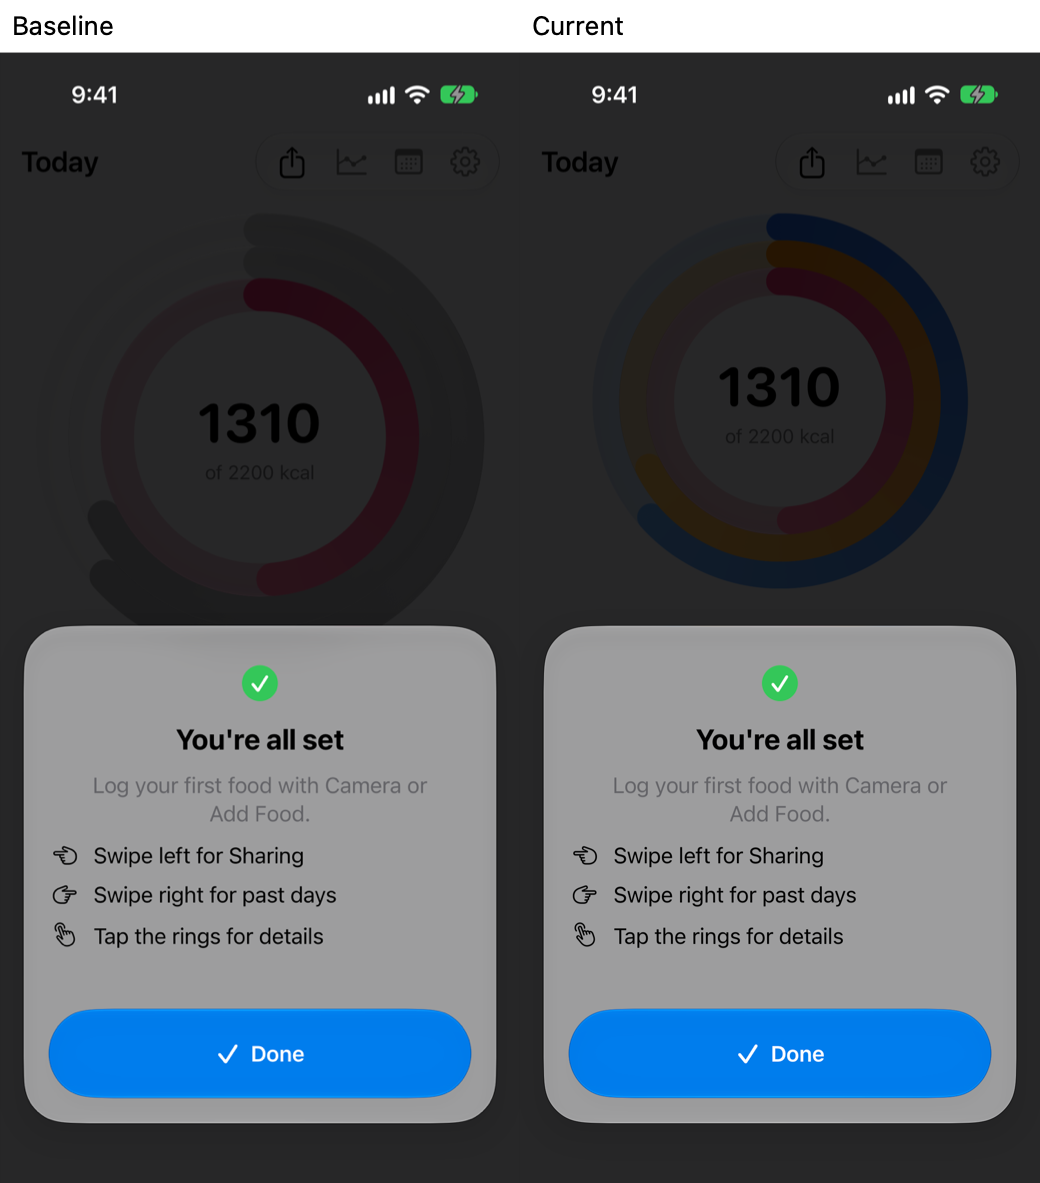 Baseline
Current
9:41
9:41
Today
Today
1310
of 2200 kcal
1310
of 2200 kcal
You're all set
Log your first food with Camera or
Add Food.
Swipe left for Sharing
Swipe right for past days
Tap the rings for details
Done
You're all set
Log your first food with Camera or
Add Food.
Swipe left for Sharing
Swipe right for past days
Tap the rings for details
Done